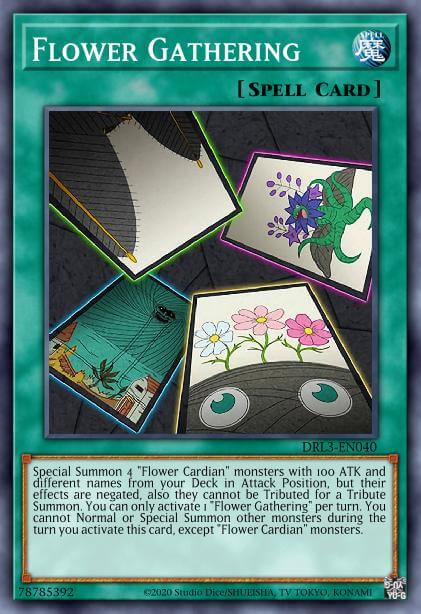 FLOWER GATHERING
SPELL
魔
[SPELL CARD]
DRL3-EN040
Special Summon 4 "Flower Cardian" monsters with 100 ATK and
different names from your Deck in Attack Position, but their
effects are negated, also they cannot be Tributed for a Tribute
Summon. You can only activate 1 "Flower Gathering" per turn. You
cannot Normal or Special Summon other monsters during the
turn you activate this card, except "Flower Cardian" monsters.
78785392
©2020 Studio Dice/SHUEISHA, TV TOKYO, KONAMI